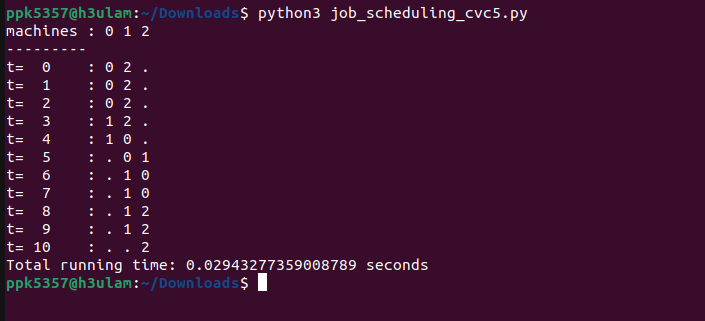 ppk5357@h3ulam:~/Downloads$ python3 job_scheduling_cvc5.py
machines : 0 1 2
---------
t=  0    : 0 2 .
t=  1    : 0 2 .
t=  2    : 0 2 .
t=  3    : 1 2 .
t=  4    : 1 0 .
t=  5    : . 0 1
t=  6    : . 1 0
t=  7    : . 1 0
t=  8    : . 1 2
t=  9    : . 1 2
t= 10    : . . 2
Total running time: 0.02943277359008789 seconds
ppk5357@h3ulam:~/Downloads$